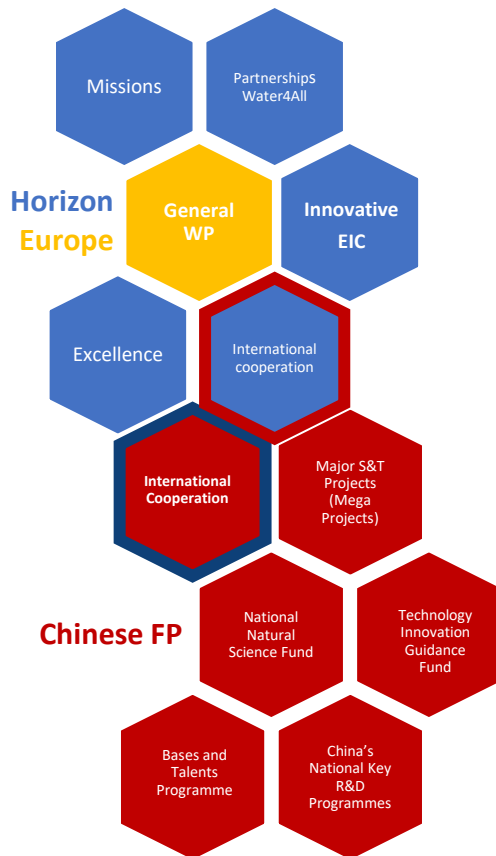 Missions
Partnerships
Water4All
Horizon
Europe
General
WP
Innovative
EIC
Excellence
International
cooperation
International
Cooperation
Major S&T
Projects
(Mega
Projects)
Chinese FP
National
Natural
Science Fund
Technology
Innovation
Guidance
Fund
Bases and
Talents
Programme
China's
National Key
R&D
Programmes